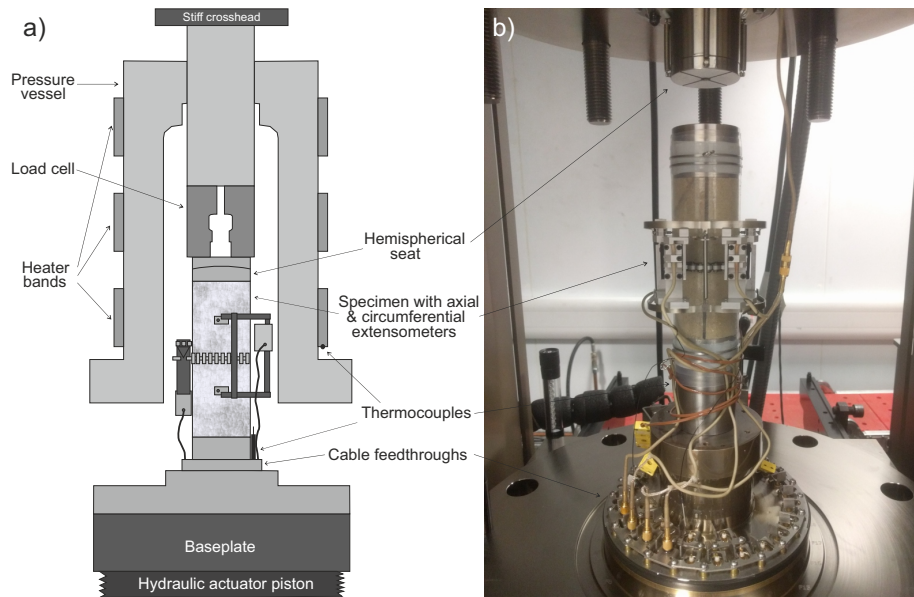 a)
Stiff crosshead
b)
Pressure
vessel
Load cell
Heater
bands
Hemispherical
seat
Specimen with axial
& circumferential
extensometers
Thermocouples
Cable feedthroughs
Baseplate
Hydraulic actuator piston